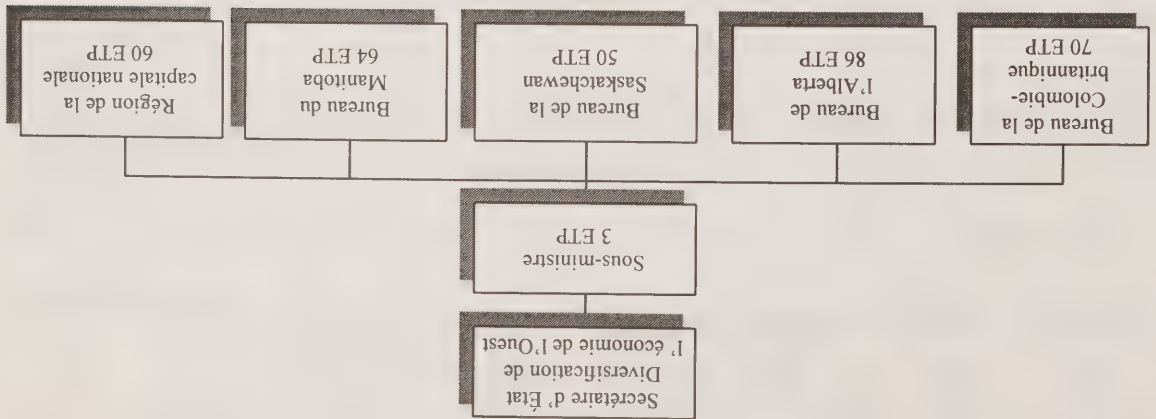 Secrétaire d' État
Diversification de
l' économie de l'Ouest
Sous-ministre
3 ETP
Bureau de la
Colombie-
britannique
70 ETP
Bureau de
l'Alberta
86 ETP
Bureau de la
Saskatchewan
50 ETP
Bureau du
Manitoba
64 ETP
Région de la
capitale nationale
60 ETP